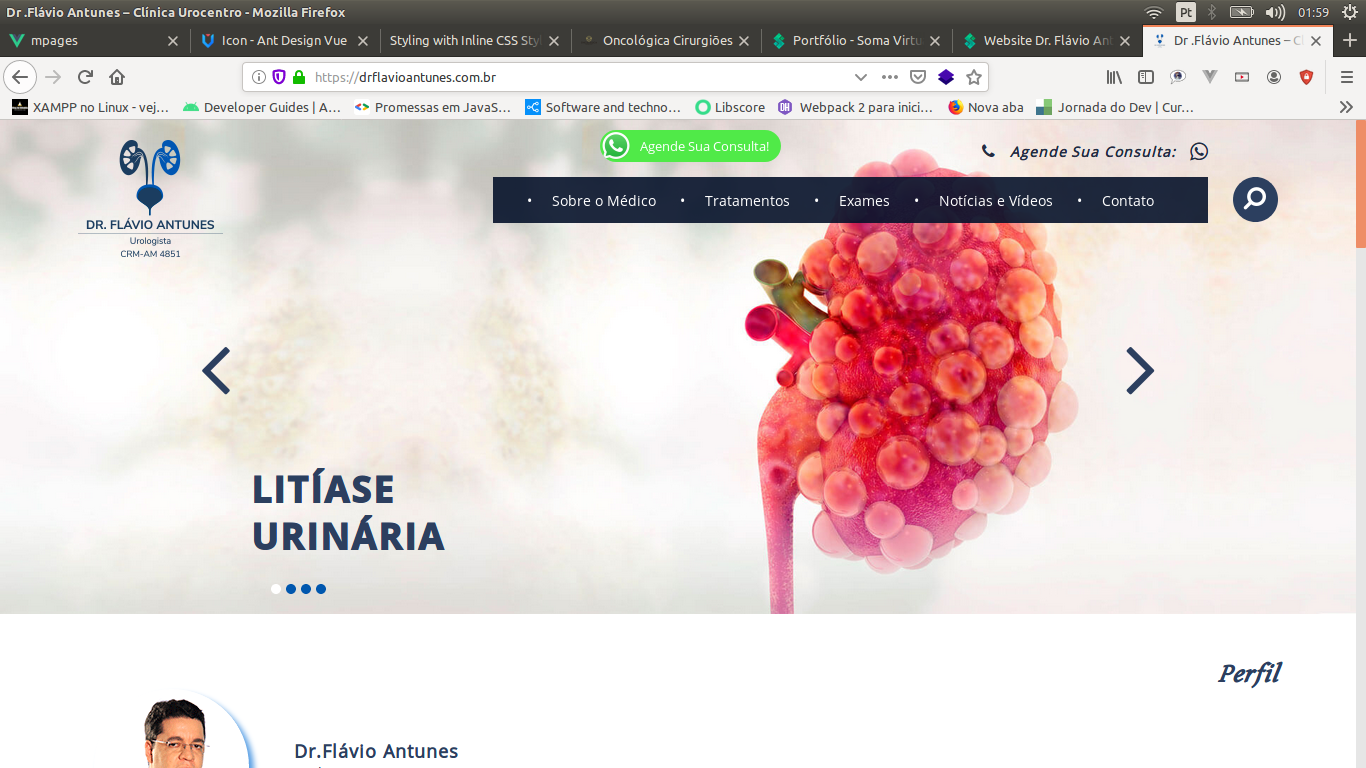 Dr .Flávio Antunes – Clínica Urocentro - Mozilla Firefox
Pt
01:59
mpages
Icon - Ant Design Vue
Styling with Inline CSS Sty
Oncológica Cirurgiões
Portfólio - Soma Virtu
Website Dr. Flávio An
Dr .Flávio Antunes – Cl
https://drflavioantunes.com.br
XAMPP no Linux - vej…
Developer Guides | A…
Promessas em JavaS…
Software and techno…
Libscore
Webpack 2 para inici…
Nova aba
Jornada do Dev | Cur…
Agende Sua Consulta!
Agende Sua Consulta:
• Sobre o Médico • Tratamentos • Exames • Notícias e Vídeos • Contato
DR. FLÁVIO ANTUNES
Urologista
CRM-AM 4851
LITÍASE
URINÁRIA
Perfil
Dr.Flávio Antunes